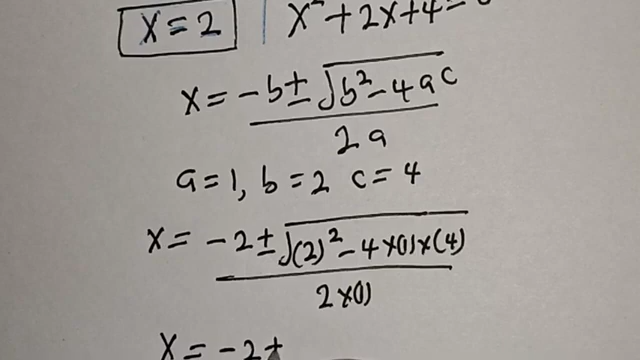 x = 2 | x² + 2x + 4 =
x = -b ± √b² - 4ac / 2a
a = 1, b = 2 c = 4
x = -2 ± √(2)² - 4×(1)×(4) / 2×(1)
x = -2 ±